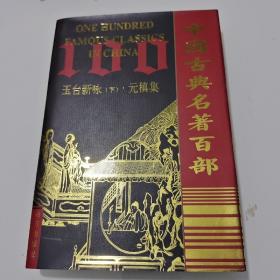 ONE HUNDRED
FAMOUS CLASSICS
IN CHINA
100
玉台新咏(下)·元稹集
中国古典名著百部